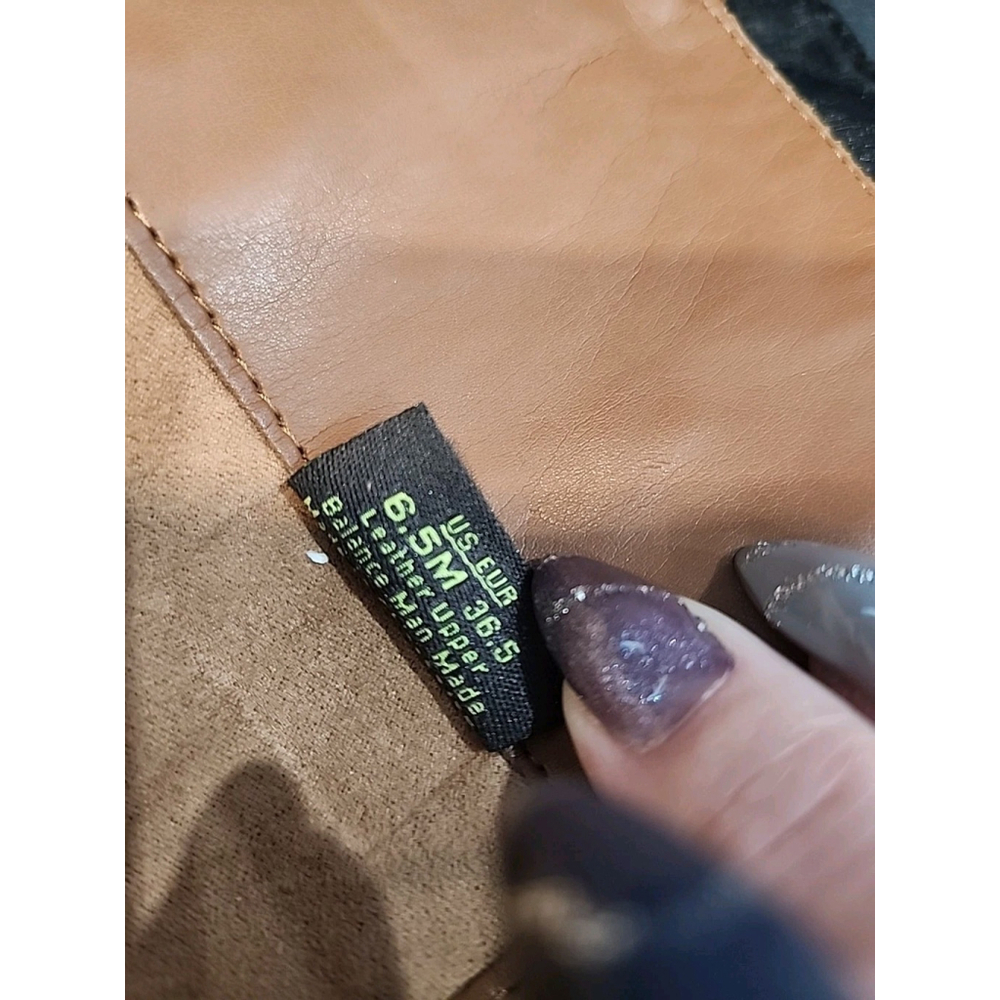 US EUR
6.5M 36.5
Leather Upper
Balance Man Made